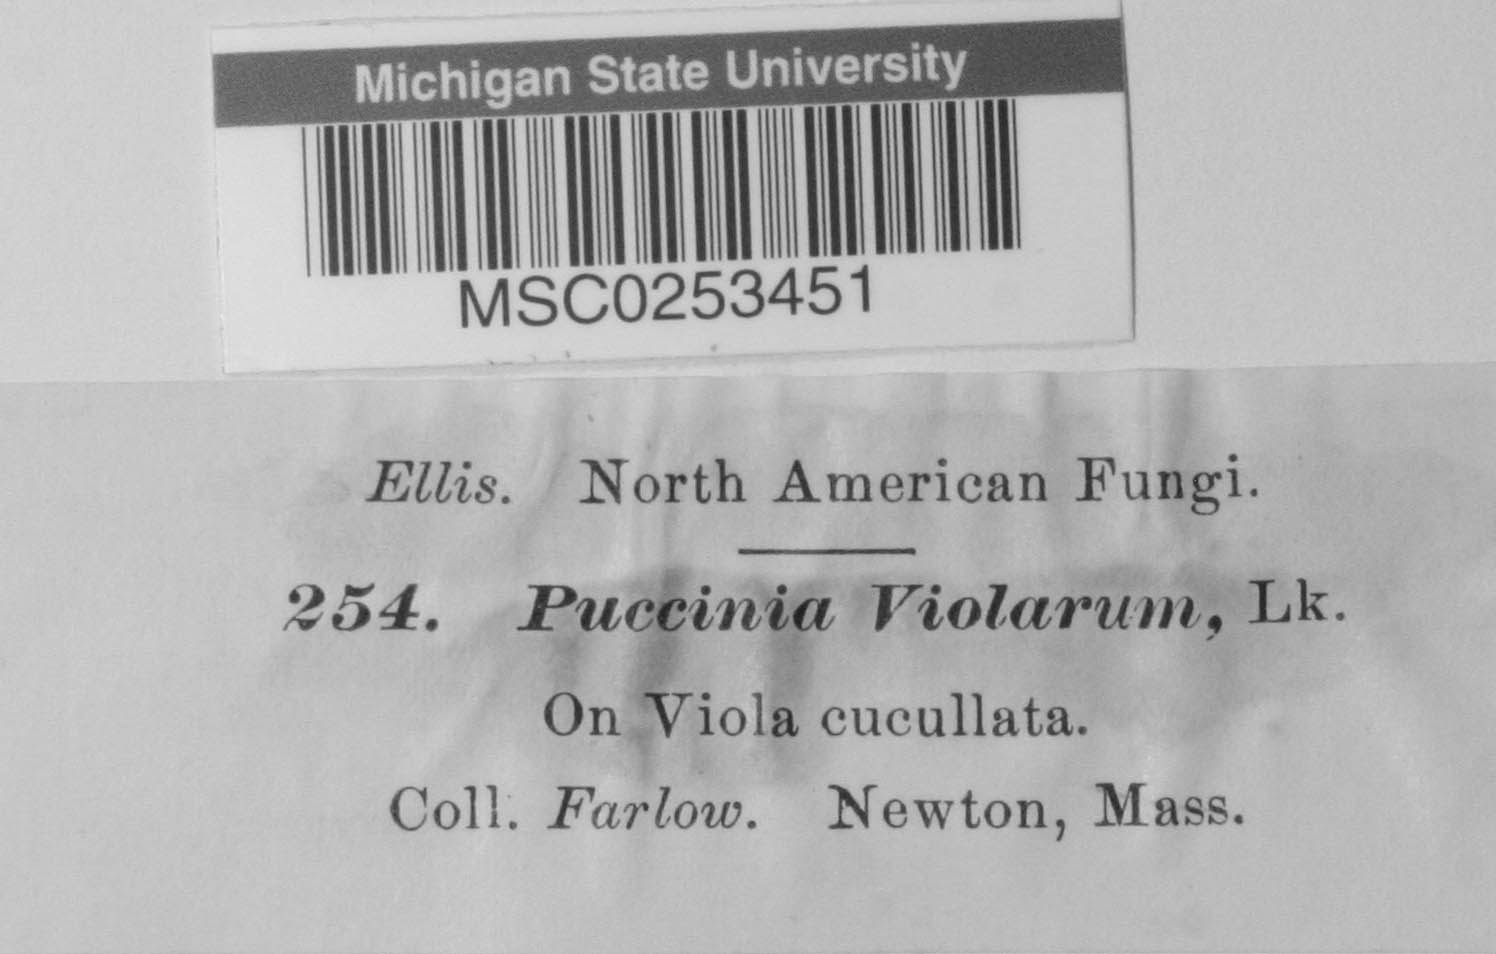 Michigan State University
MSC0253451
Ellis. North American Fungi.
254. Puccinia Violarum, Lk.
On Viola cucullata.
Coll. Farlow. Newton, Mass.